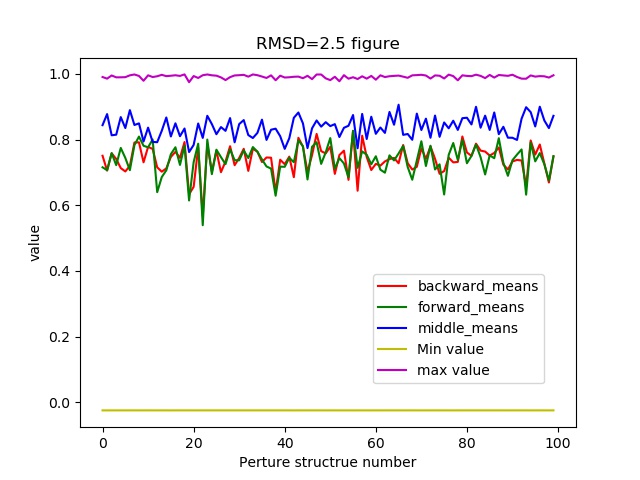 RMSD=2.5 figure
value
1.0
0.8
0.6
0.4
0.2
0.0
backward_means
forward_means
middle_means
Min value
max value
0 20 40 60 80 100
Perture structrue number